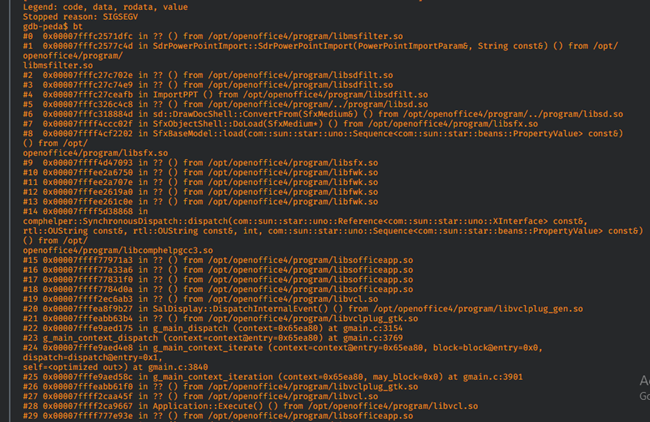 Legend: code, data, rodata, value
Stopped reason: SIGSEGV
gdb-peda$ bt
#0  0x00007fffc2571dfc in ?? () from /opt/openoffice4/program/libmsfilter.so
#1  0x00007fffc2577c4d in SdrPowerPointImport::SdrPowerPointImport(PowerPointImportParam&, String const&) () from /opt/
openoffice4/program/
libmsfilter.so
#2  0x00007fffc27c702e in ?? () from /opt/openoffice4/program/libsdfilt.so
#3  0x00007fffc27c74e9 in ?? () from /opt/openoffice4/program/libsdfilt.so
#4  0x00007fffc27ceafb in ImportPPT () from /opt/openoffice4/program/libsdfilt.so
#5  0x00007fffc326c4c8 in ?? () from /opt/openoffice4/program/../program/libsd.so
#6  0x00007fffc318884d in sd::DrawDocShell::ConvertFrom(SfxMedium&) () from /opt/openoffice4/program/../program/libsd.so
#7  0x00007ffff4ccc02f in SfxObjectShell::DoLoad(SfxMedium*) () from /opt/openoffice4/program/libsfx.so
#8  0x00007ffff4cf2202 in SfxBaseModel::load(com::sun::star::uno::Sequence<com::sun::star::beans::PropertyValue> const&)
() from /opt/
openoffice4/program/libsfx.so
#9  0x00007ffff4d47093 in ?? () from /opt/openoffice4/program/libsfx.so
#10 0x00007fffee2a6750 in ?? () from /opt/openoffice4/program/libfwk.so
#11 0x00007fffee2a707e in ?? () from /opt/openoffice4/program/libfwk.so
#12 0x00007fffee2619a0 in ?? () from /opt/openoffice4/program/libfwk.so
#13 0x00007fffee261c0e in ?? () from /opt/openoffice4/program/libfwk.so
#14 0x00007ffff5d38868 in
comphelper::SynchronousDispatch::dispatch(com::sun::star::uno::Reference<com::sun::star::uno::XInterface> const&,
rtl::OUString const&, rtl::OUString const&, int, com::sun::star::uno::Sequence<com::sun::star::beans::PropertyValue> const&)
() from /opt/
openoffice4/program/libcomphelpgcc3.so
#15 0x00007ffff77971a3 in ?? () from /opt/openoffice4/program/libsofficeapp.so
#16 0x00007ffff77a33a6 in ?? () from /opt/openoffice4/program/libsofficeapp.so
#17 0x00007ffff77831f0 in ?? () from /opt/openoffice4/program/libsofficeapp.so
#18 0x00007ffff7784d0a in ?? () from /opt/openoffice4/program/libsofficeapp.so
#19 0x00007ffff2ec6ab3 in ?? () from /opt/openoffice4/program/libvcl.so
#20 0x00007fffea8f9b27 in SalDisplay::DispatchInternalEvent() () from /opt/openoffice4/program/libvclplug_gen.so
#21 0x00007fffeabb63b4 in ?? () from /opt/openoffice4/program/libvclplug_gtk.so
#22 0x00007fffe9aed175 in g_main_dispatch (context=0x65ea80) at gmain.c:3154
#23 g_main_context_dispatch (context=context@entry=0x65ea80) at gmain.c:3769
#24 0x00007fffe9aed4e8 in g_main_context_iterate (context=context@entry=0x65ea80, block=block@entry=0x0,
dispatch=dispatch@entry=0x1,
self=<optimized out>) at gmain.c:3840
#25 0x00007fffe9aed58c in g_main_context_iteration (context=0x65ea80, may_block=0x0) at gmain.c:3901
#26 0x00007fffeabb61f0 in ?? () from /opt/openoffice4/program/libvclplug_gtk.so
#27 0x00007ffff2caa45f in ?? () from /opt/openoffice4/program/libvcl.so
#28 0x00007ffff2ca9667 in Application::Execute() () from /opt/openoffice4/program/libvcl.so
#29 0x00007ffff777e93e in ?? () from /opt/openoffice4/program/libsofficeapp.so